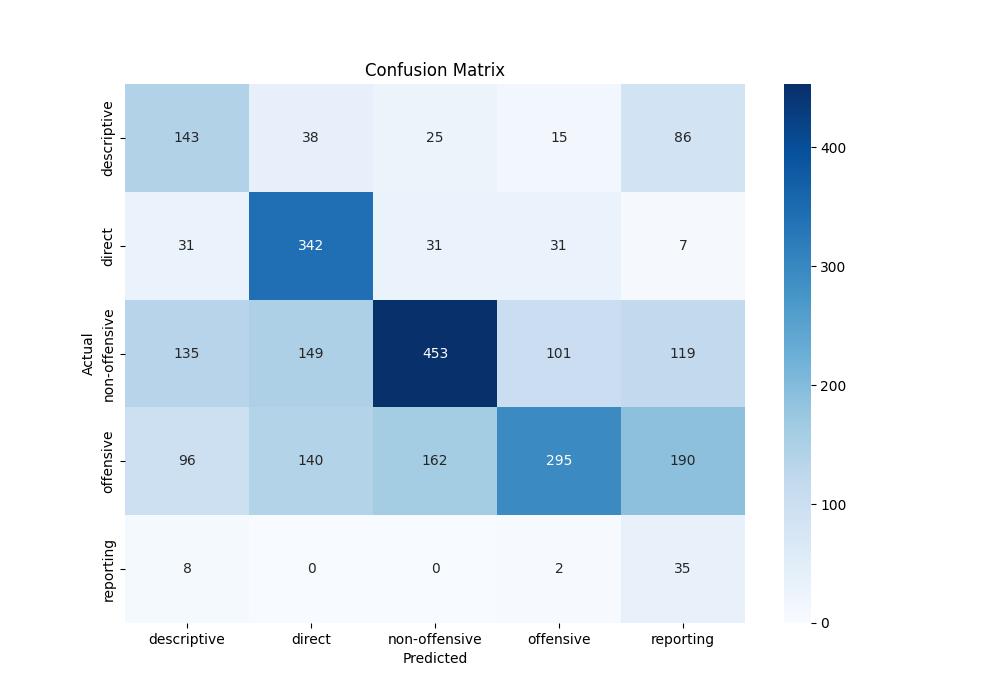 Confusion Matrix
descriptive 143 38 25 15 86
direct 31 342 31 31 7
non-offensive 135 149 453 101 119
offensive 96 140 162 295 190
reporting 8 0 0 2 35
Actual
descriptive direct non-offensive offensive reporting
Predicted
400
300
200
100
0